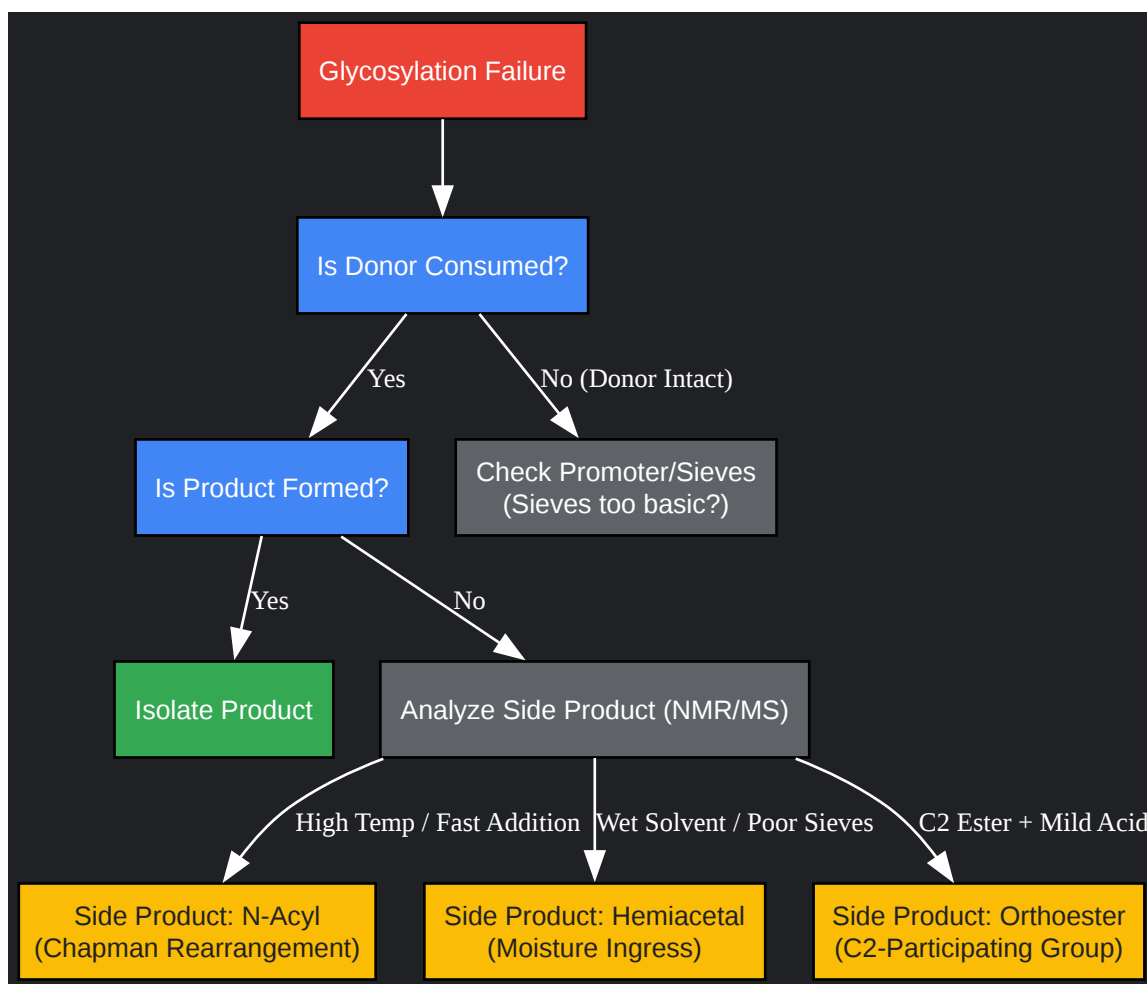 Glycosylation Failure
Is Donor Consumed?
Yes
No (Donor Intact)
Is Product Formed?
Check Promoter/Sieves
(Sieves too basic?)
Yes
No
Isolate Product
Analyze Side Product (NMR/MS)
High Temp / Fast Addition
Wet Solvent / Poor Sieves
C2 Ester + Mild Acid
Side Product: N-Acyl
(Chapman Rearrangement)
Side Product: Hemiacetal
(Moisture Ingress)
Side Product: Orthoester
(C2-Participating Group)